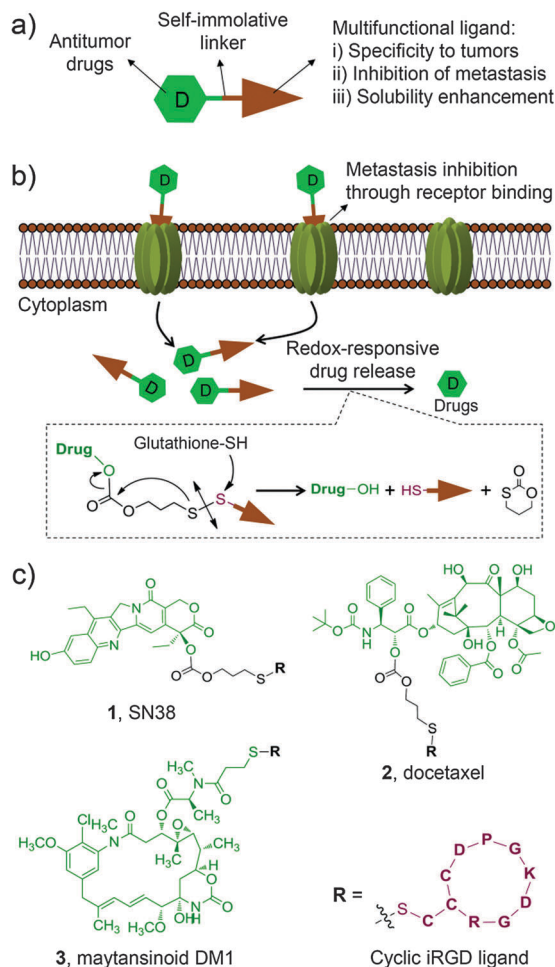 a)
Antitumor
drugs
Self-immolative
linker
Multifunctional ligand:
i) Specificity to tumors
ii) Inhibition of metastasis
iii) Solubility enhancement
D
b)
D
D
Metastasis inhibition
through receptor binding
Cytoplasm
D
D
D
Redox-responsive
drug release
D
Drugs
Glutathione-SH
Drug
O
O
O
S
S
Drug–OH + HS
+
O
S
O
c)
O
N
O
N
O
HO
O
O
O
O
R
S
1, SN38
O
OH
O
O
O
N
H
O
O
OH
HO
H
O
O
O
O
O
O
O
O
S
R
2, docetaxel
R
S
H₃C
N
O
O
O
CH₃
Cl
CH₃
N
O
O
H₃CO
H₃C
CH₃
H
O
N
H
O
OH
CH₃
H₃CO
3, maytansinoid DM1
R =
S
C
C
C
D
P
G
K
D
G
R
Cyclic iRGD ligand